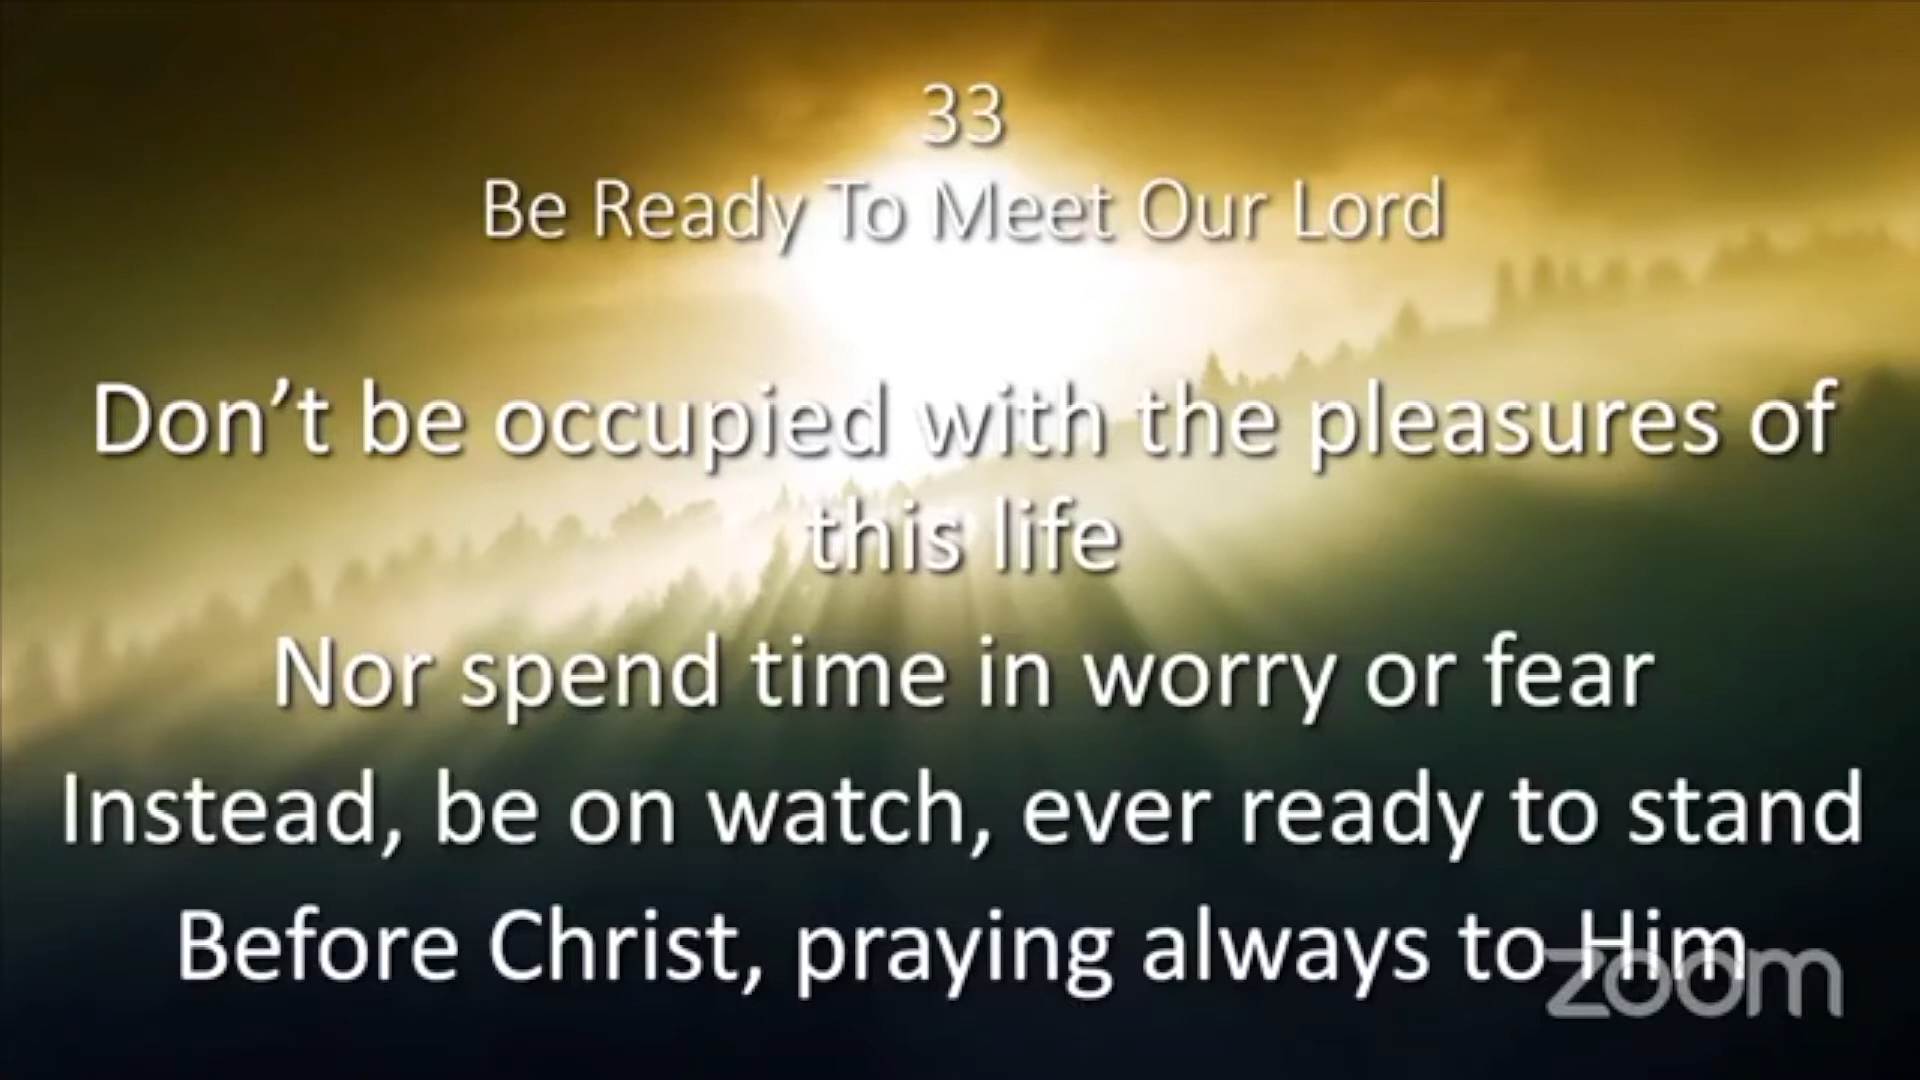 33
Be Ready To Meet Our Lord
Don’t be occupied with the pleasures of
this life
Nor spend time in worry or fear
Instead, be on watch, ever ready to stand
Before Christ, praying always to Him
zoom